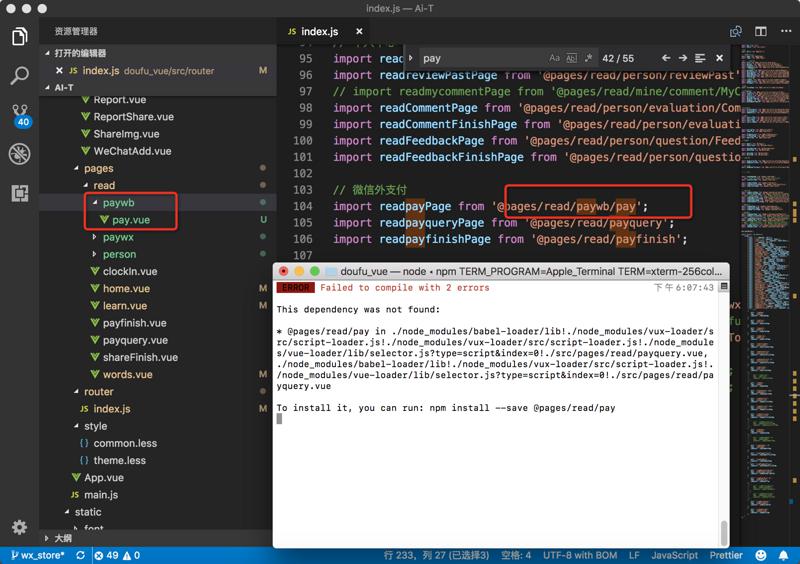 index.js — Ai-T
资源管理器
打开的编辑器
index.js doufu_vue/src/router M
AI-T
Report.vue
ReportShare.vue
ShareImg.vue
WeChatAdd.vue
pages
read
paywb
pay.vue U
paywx
person
clockIn.vue
home.vue M
learn.vue M
payfinish.vue
payquery.vue
shareFinish.vue
words.vue M
router
index.js M
style
common.less
theme.less
App.vue
main.js
static
font
大纲
40
index.js
pay
Aa Abl .* 42/55
95 import read
96 import readreviewPastPage from '@pages/read/person/reviewPast'
97 // import readmycommentPage from '@pages/read/mine/comment/MyC
98 import readCommentPage from '@pages/read/person/evaluation/Com
99 import readCommentFinishPage from '@pages/read/person/evaluati
100 import readFeedbackPage from '@pages/read/person/question/Feed
101 import readFeedbackFinishPage from '@pages/read/person/questio
102
103 // 微信外支付
104 import readpayPage from '@pages/read/paywb/pay';
105 import readpayqueryPage from '@pages/read/payquery';
106 import readpayfinishPage from '@pages/read/payfinish';
107
doufu_vue — node • npm TERM_PROGRAM=Apple_Terminal TERM=xterm-256col...
ERROR Failed to compile with 2 errors 下午6:07:43
This dependency was not found:
* @pages/read/pay in ./node_modules/babel-loader/lib!./node_modules/vux-loader/s
rc/script-loader.js!./node_modules/vux-loader/src/script-loader.js!./node_module
s/vue-loader/lib/selector.js?type=script&index=0!./src/pages/read/payquery.vue,
./node_modules/babel-loader/lib!./node_modules/vux-loader/src/script-loader.js!.
/node_modules/vue-loader/lib/selector.js?type=script&index=0!./src/pages/read/pa
yquery.vue
To install it, you can run: npm install --save @pages/read/pay
wx_store* 49 0 行 233，列 27 (已选择3) 空格: 4 UTF-8 with BOM LF JavaScript Prettier